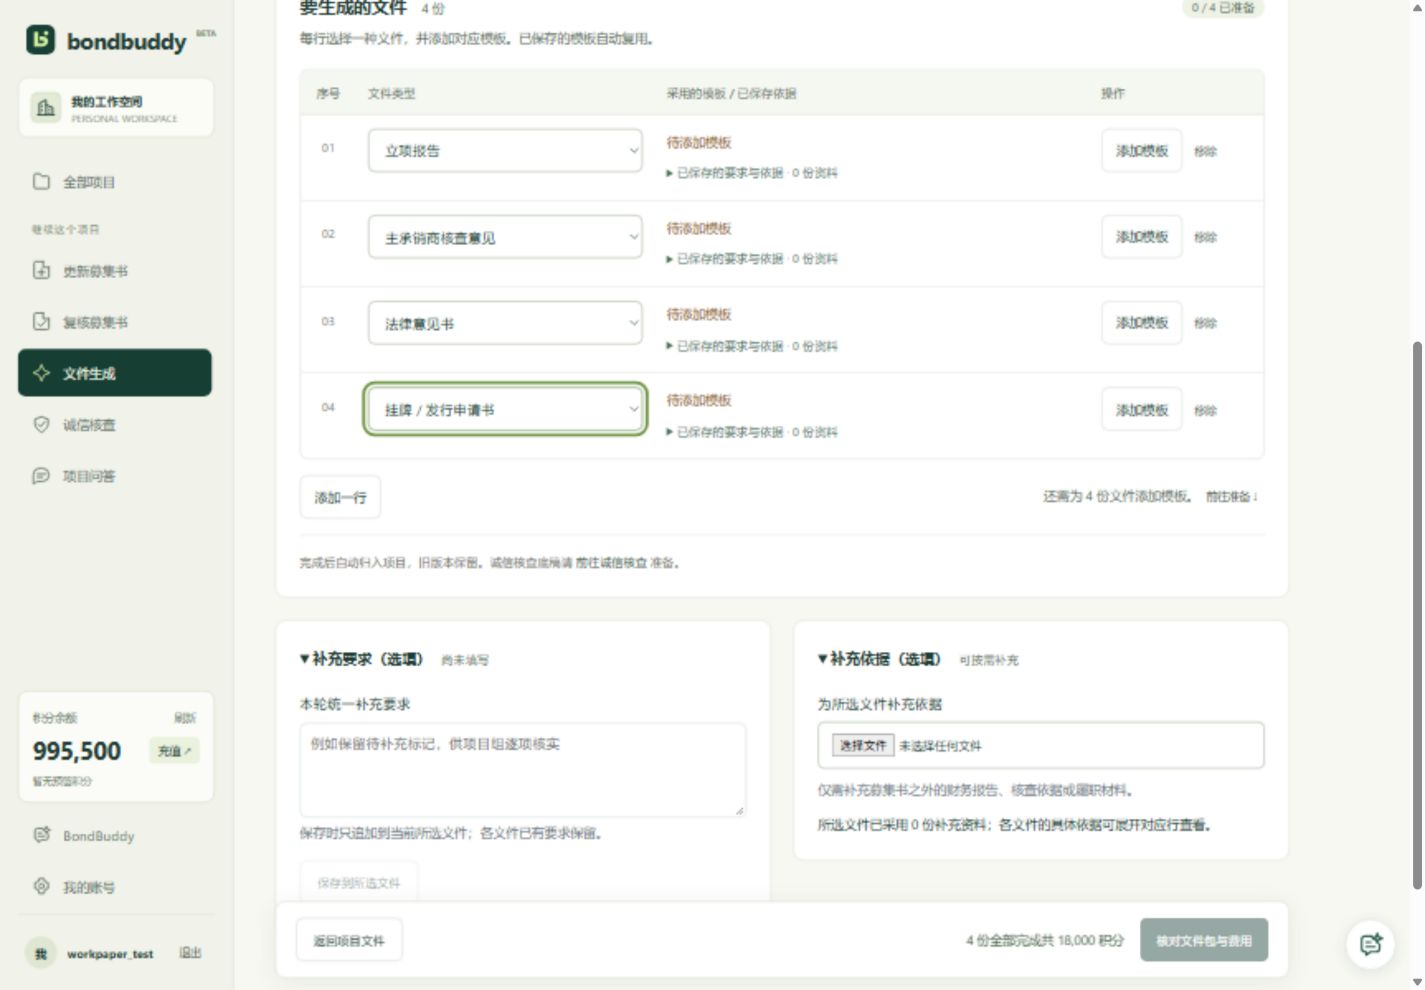 bondbuddy BETA
我的工作空间
PERSONAL WORKSPACE
全部项目
继续这个项目
更新募集书
复核募集书
文件生成
诚信核查
项目问答
积分余额 刷新
995,500 充值↗
暂无预留积分
BondBuddy
我的账号
我 workpaper_test 退出
要生成的文件 4 份 0 / 4 已准备
每行选择一种文件，并添加对应模板。已保存的模板自动复用。
序号 文件类型 采用的模板 / 已保存依据 操作
01 立项报告 待添加模板 添加模板 移除
▶ 已保存的要求与依据 · 0 份资料
02 主承销商核查意见 待添加模板 添加模板 移除
▶ 已保存的要求与依据 · 0 份资料
03 法律意见书 待添加模板 添加模板 移除
▶ 已保存的要求与依据 · 0 份资料
04 挂牌 / 发行申请书 待添加模板 添加模板 移除
▶ 已保存的要求与依据 · 0 份资料
添加一行 还需为 4 份文件添加模板。 前往准备 ↓
完成后自动归入项目，旧版本保留。诚信核查底稿请 前往诚信核查 准备。
▼补充要求（选填） 尚未填写
本轮统一补充要求
例如保留待补充标记，供项目组逐项核实
保存时只追加到当前所选文件；各文件已有要求保留。
保存到所选文件
▼补充依据（选填） 可按需补充
为所选文件补充依据
选择文件 未选择任何文件
仅需补充募集书之外的财务报告、核查依据或履职材料。
所选文件已采用 0 份补充资料；各文件的具体依据可展开对应行查看。
返回项目文件 4 份全部完成共 18,000 积分 核对文件包与费用